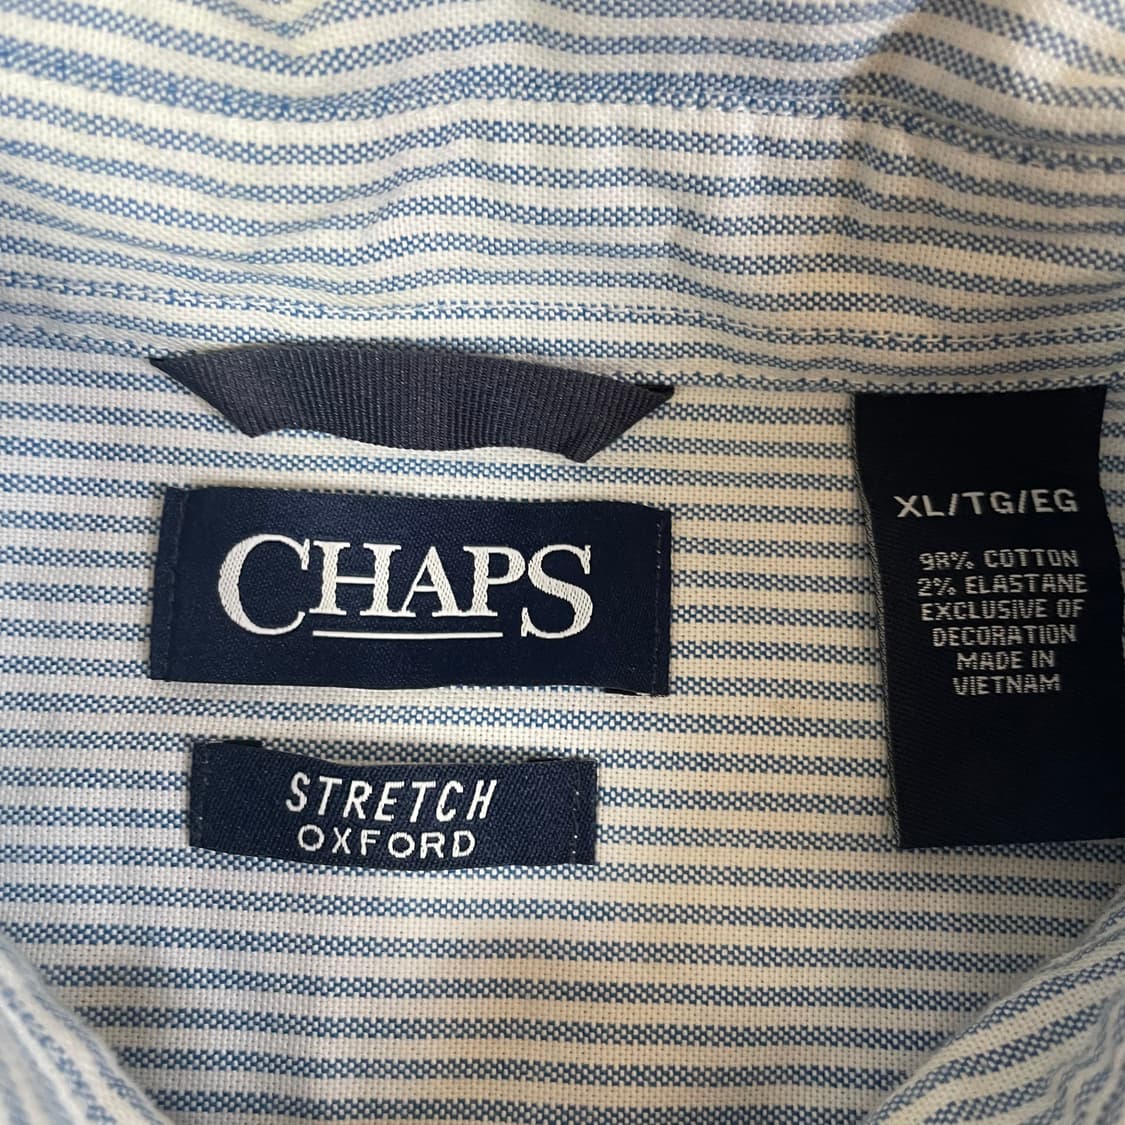 CHAPS
STRETCH
OXFORD
XL/TG/EG
98% COTTON
2% ELASTANE
EXCLUSIVE OF
DECORATION
MADE IN
VIETNAM